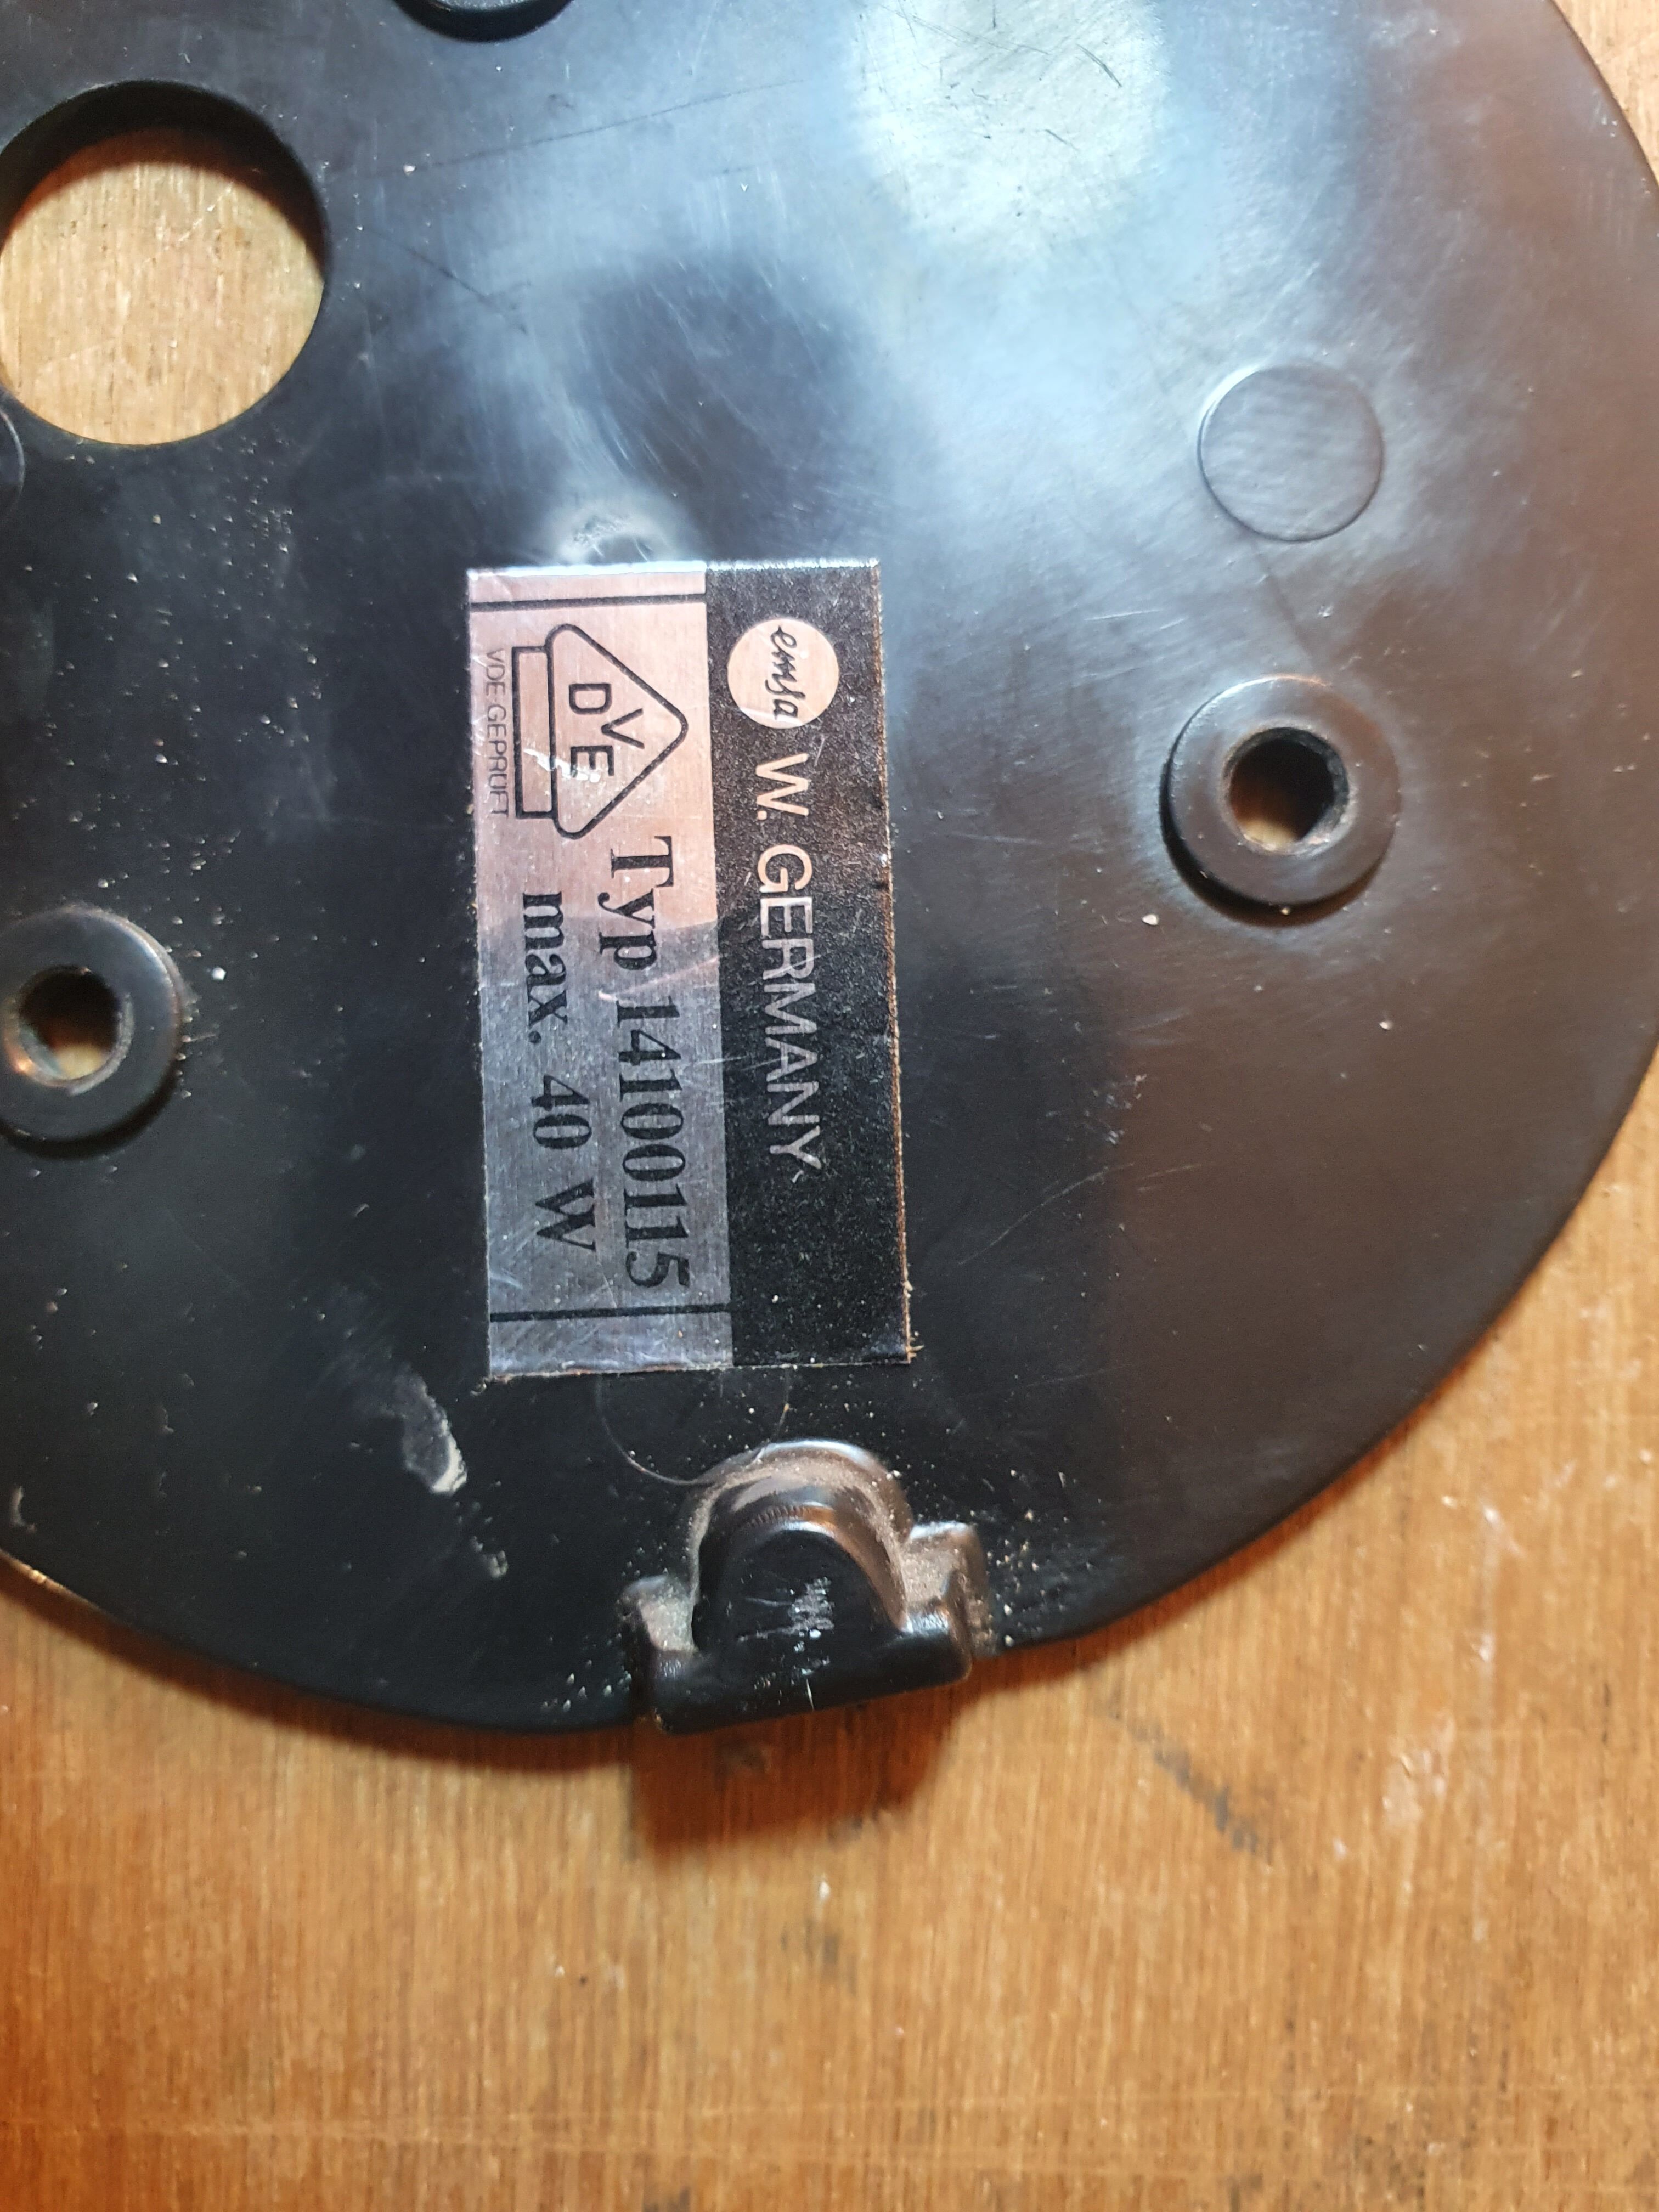 emsa W. GERMANY
VDE
VDE GEPRÜFT
Typ 14100115
max. 40 W